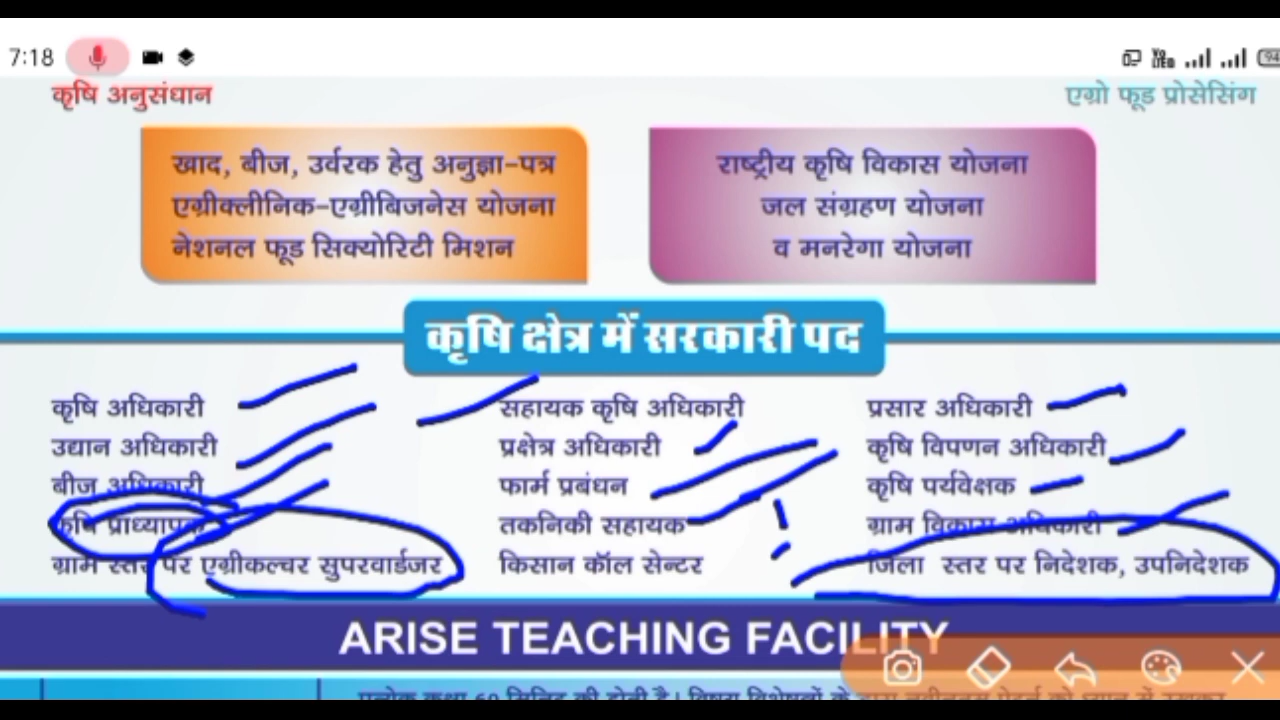 7:18
94
कृषि अनुसंधान
एग्रो फूड प्रोसेसिंग
खाद, बीज, उर्वरक हेतु अनुज्ञा-पत्र
एग्रीक्लीनिक-एग्रीबिजनेस योजना
नेशनल फूड सिक्योरिटी मिशन
राष्ट्रीय कृषि विकास योजना
जल संग्रहण योजना
व मनरेगा योजना
कृषि क्षेत्र में सरकारी पद
कृषि अधिकारी
उद्यान अधिकारी
बीज अधिकारी
कृषि प्राध्यापक
ग्राम स्तर पर एग्रीकल्चर सुपरवार्डजर
सहायक कृषि अधिकारी
प्रक्षेत्र अधिकारी
फार्म प्रबंधन
तकनिकी सहायक
किसान कॉल सेन्टर
प्रसार अधिकारी
कृषि विपणन अधिकारी
कृषि पर्यवेक्षक
ग्राम विकास अधिकारी
जिला स्तर पर निदेशक, उपनिदेशक
ARISE TEACHING FACILITY